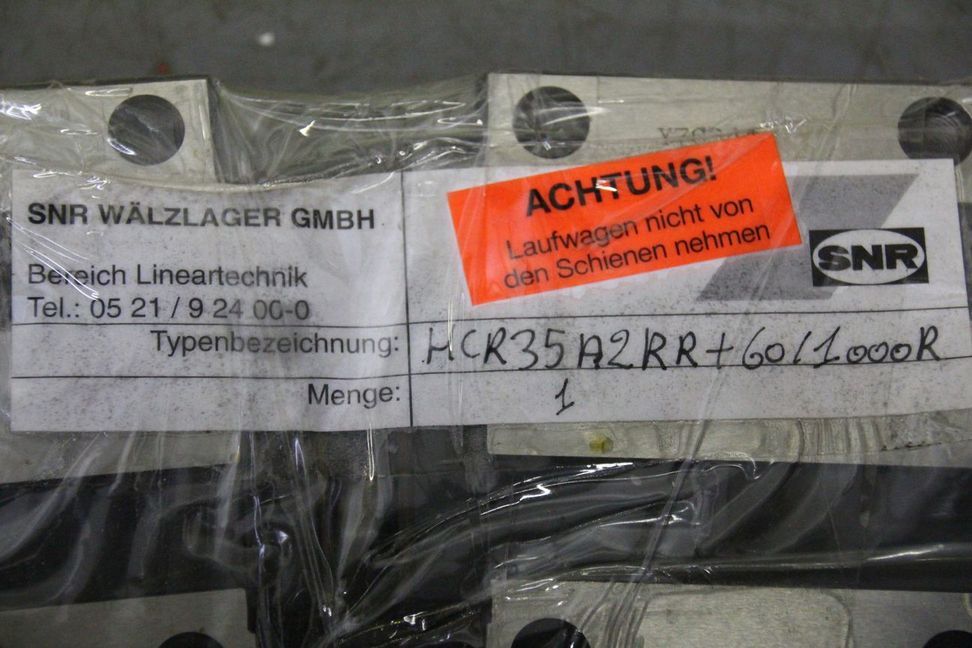 SNR WÄLZLAGER GMBH
Bereich Lineartechnik
Tel.: 05 21 / 9 24 00-0
ACHTUNG!
Laufwagen nicht von
den Schienen nehmen
SNR
Typenbezeichnung: HCR35A2RR+60/1000R
Menge: 1